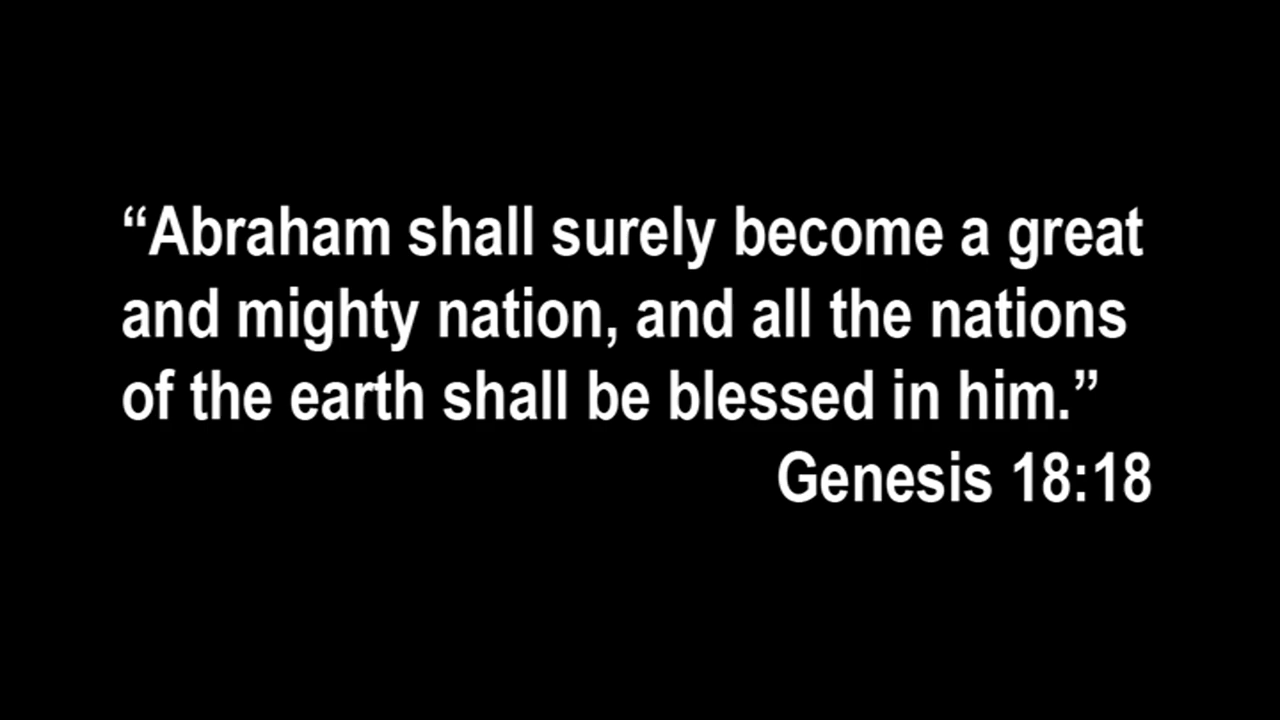 “Abraham shall surely become a great
and mighty nation, and all the nations
of the earth shall be blessed in him.”
Genesis 18:18